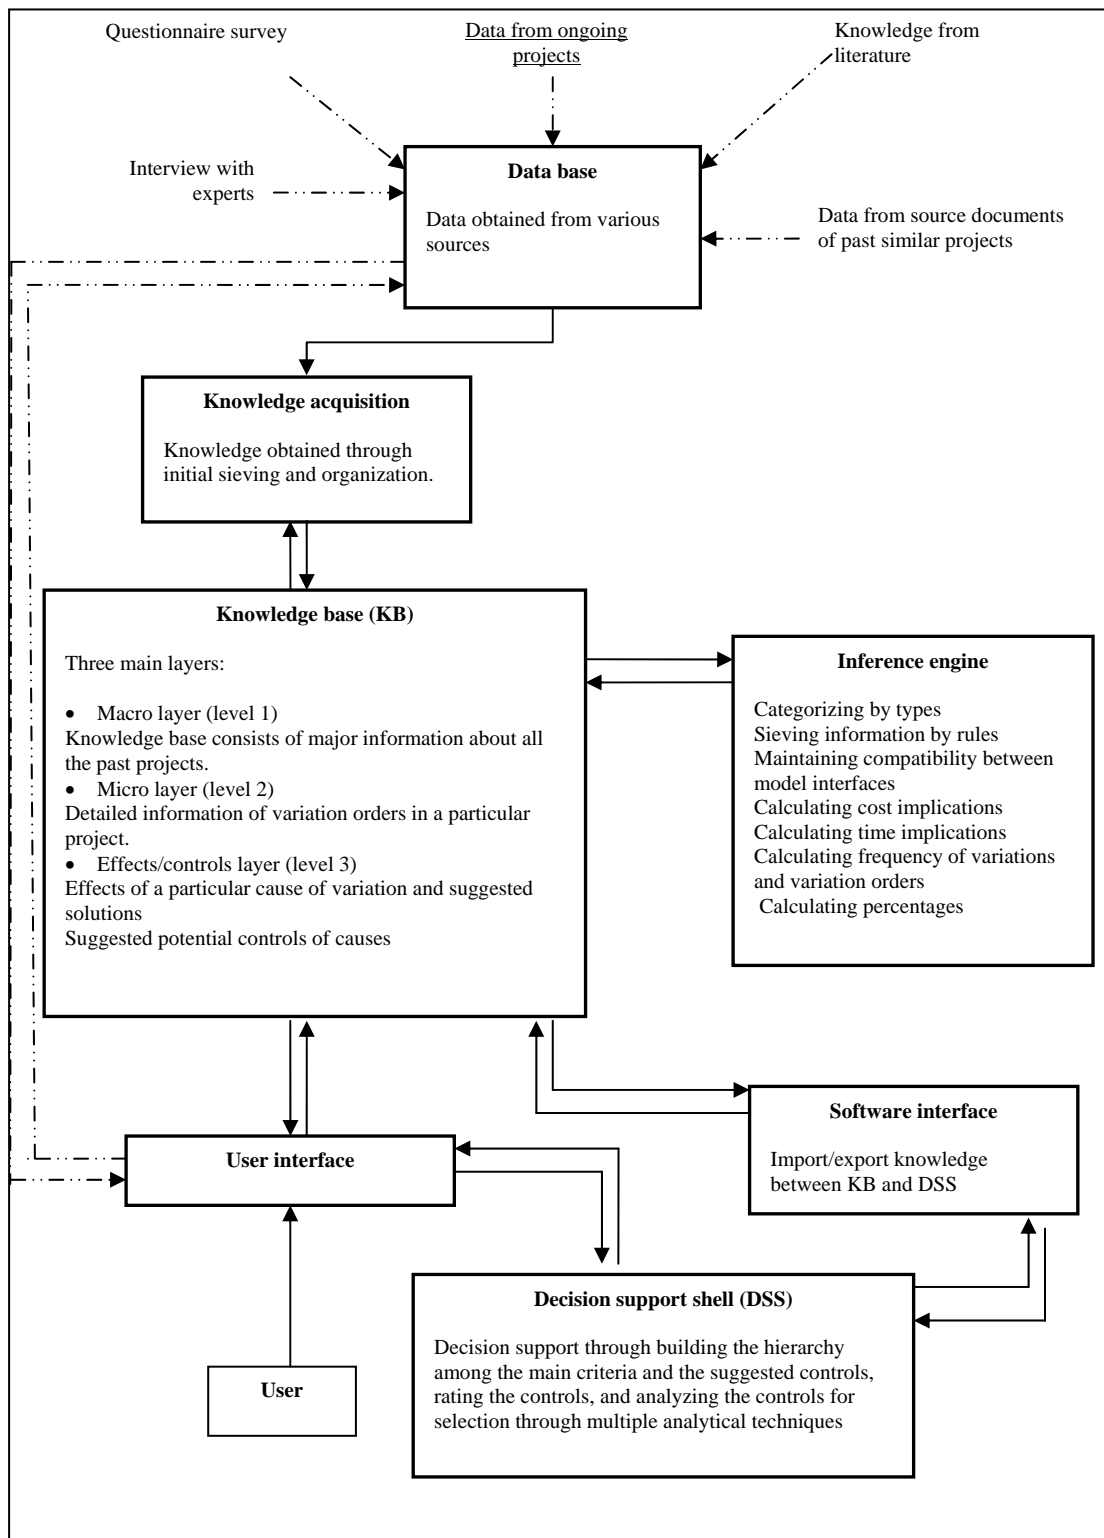 Questionnaire survey
Data from ongoing
projects
Knowledge from
literature
Interview with
experts
Data base
Data obtained from various
sources
Data from source documents
of past similar projects
Knowledge acquisition
Knowledge obtained through
initial sieving and organization.
Knowledge base (KB)
Three main layers:
• Macro layer (level 1)
Knowledge base consists of major information about all
the past projects.
• Micro layer (level 2)
Detailed information of variation orders in a particular
project.
• Effects/controls layer (level 3)
Effects of a particular cause of variation and suggested
solutions
Suggested potential controls of causes
Inference engine
Categorizing by types
Sieving information by rules
Maintaining compatibility between
model interfaces
Calculating cost implications
Calculating time implications
Calculating frequency of variations
and variation orders
Calculating percentages
Software interface
Import/export knowledge
between KB and DSS
User interface
Decision support shell (DSS)
Decision support through building the hierarchy
among the main criteria and the suggested controls,
rating the controls, and analyzing the controls for
selection through multiple analytical techniques
User